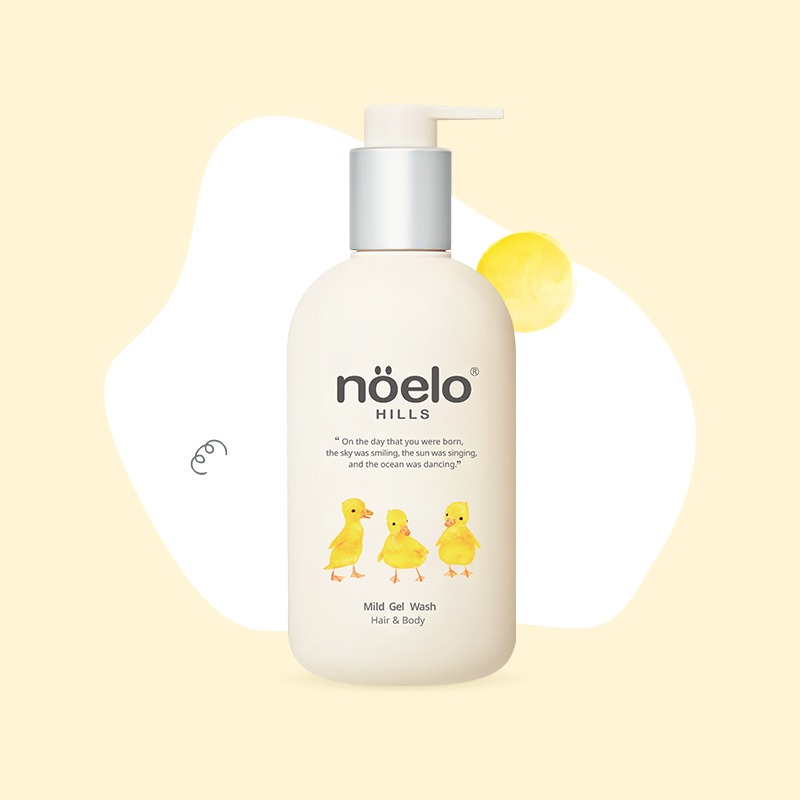 nöelo®
HILLS
“ On the day that you were born,
the sky was smiling, the sun was singing,
and the ocean was dancing.”
Mild Gel Wash
Hair & Body